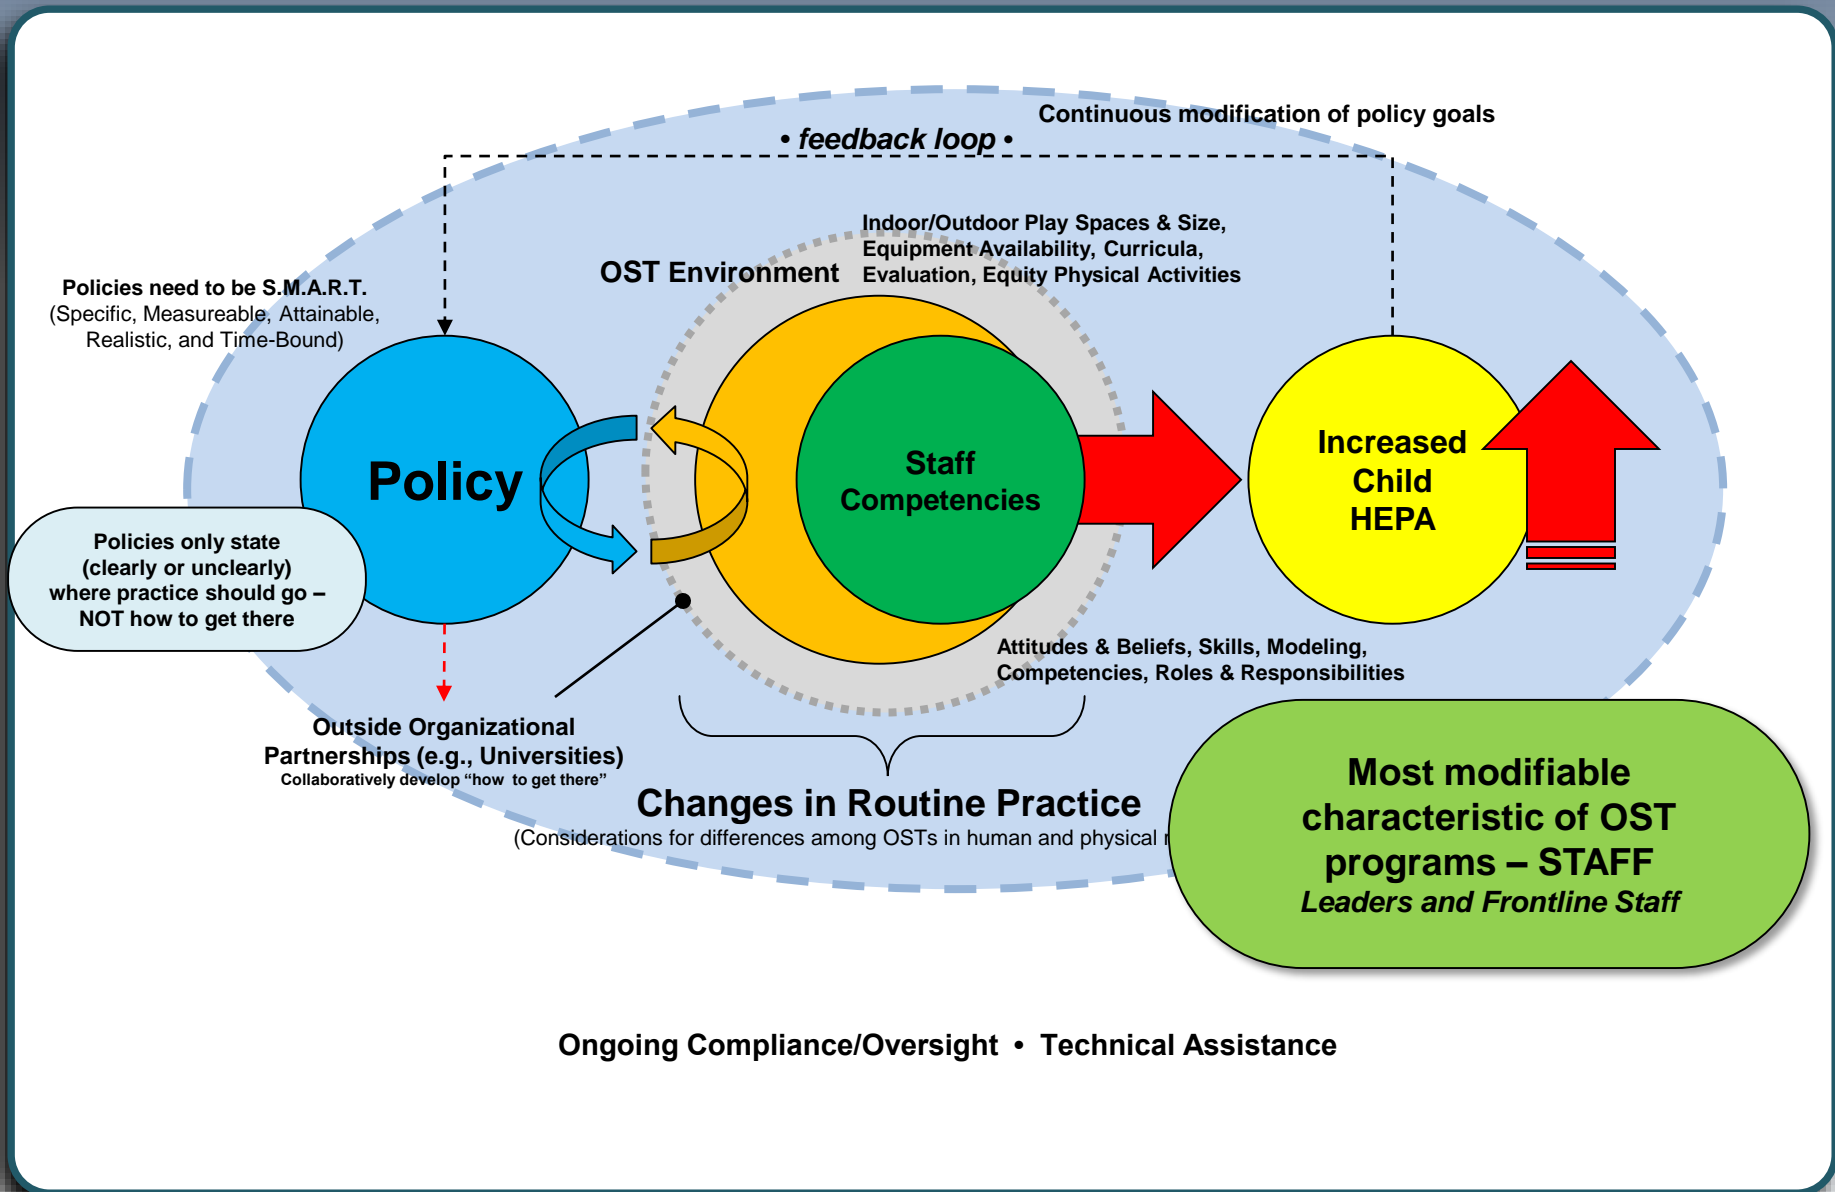 Continuous modification of policy goals
• feedback loop •
Indoor/Outdoor Play Spaces & Size,
Equipment Availability, Curricula,
Evaluation, Equity Physical Activities
OST Environment
Policies need to be S.M.A.R.T.
(Specific, Measureable, Attainable,
Realistic, and Time-Bound)
Policy
Staff
Competencies
Increased
Child
HEPA
Policies only state
(clearly or unclearly)
where practice should go –
NOT how to get there
Attitudes & Beliefs, Skills, Modeling,
Competencies, Roles & Responsibilities
Outside Organizational
Partnerships (e.g., Universities)
Collaboratively develop “how to get there”
Changes in Routine Practice
(Considerations for differences among OSTs in human and physical
Most modifiable
characteristic of OST
programs – STAFF
Leaders and Frontline Staff
Ongoing Compliance/Oversight • Technical Assistance